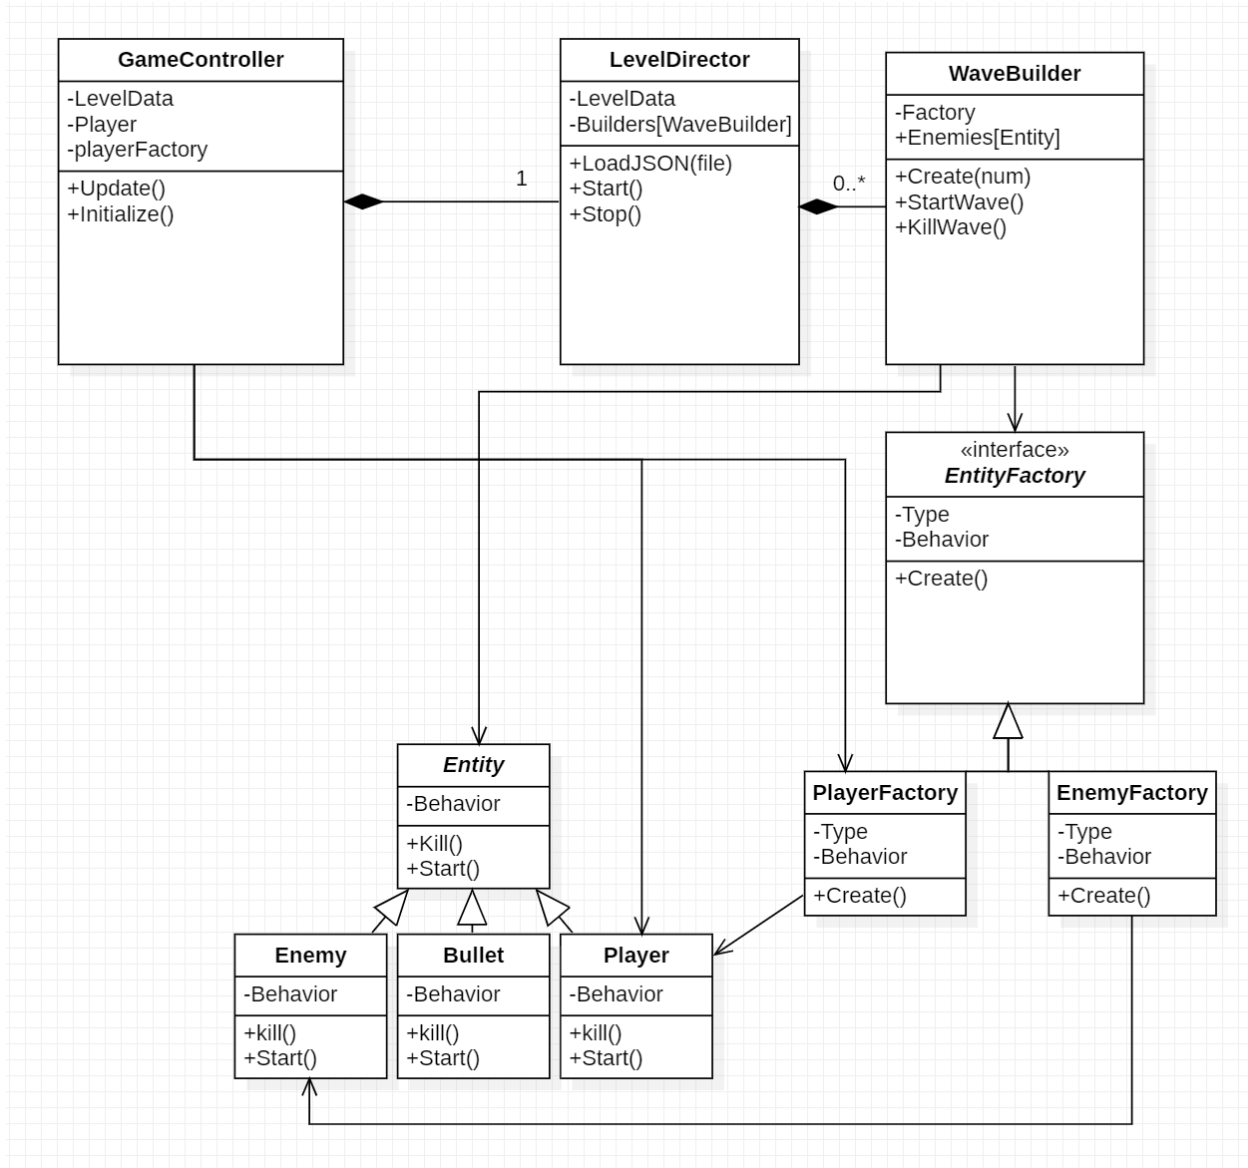 GameController
-LevelData
-Player
-playerFactory
+Update()
+Initialize()
1
LevelDirector
-LevelData
-Builders[WaveBuilder]
+LoadJSON(file)
+Start()
+Stop()
0..*
WaveBuilder
-Factory
+Enemies[Entity]
+Create(num)
+StartWave()
+KillWave()
«interface»
EntityFactory
-Type
-Behavior
+Create()
Entity
-Behavior
+Kill()
+Start()
PlayerFactory
-Type
-Behavior
+Create()
EnemyFactory
-Type
-Behavior
+Create()
Enemy
-Behavior
+kill()
+Start()
Bullet
-Behavior
+kill()
+Start()
Player
-Behavior
+kill()
+Start()